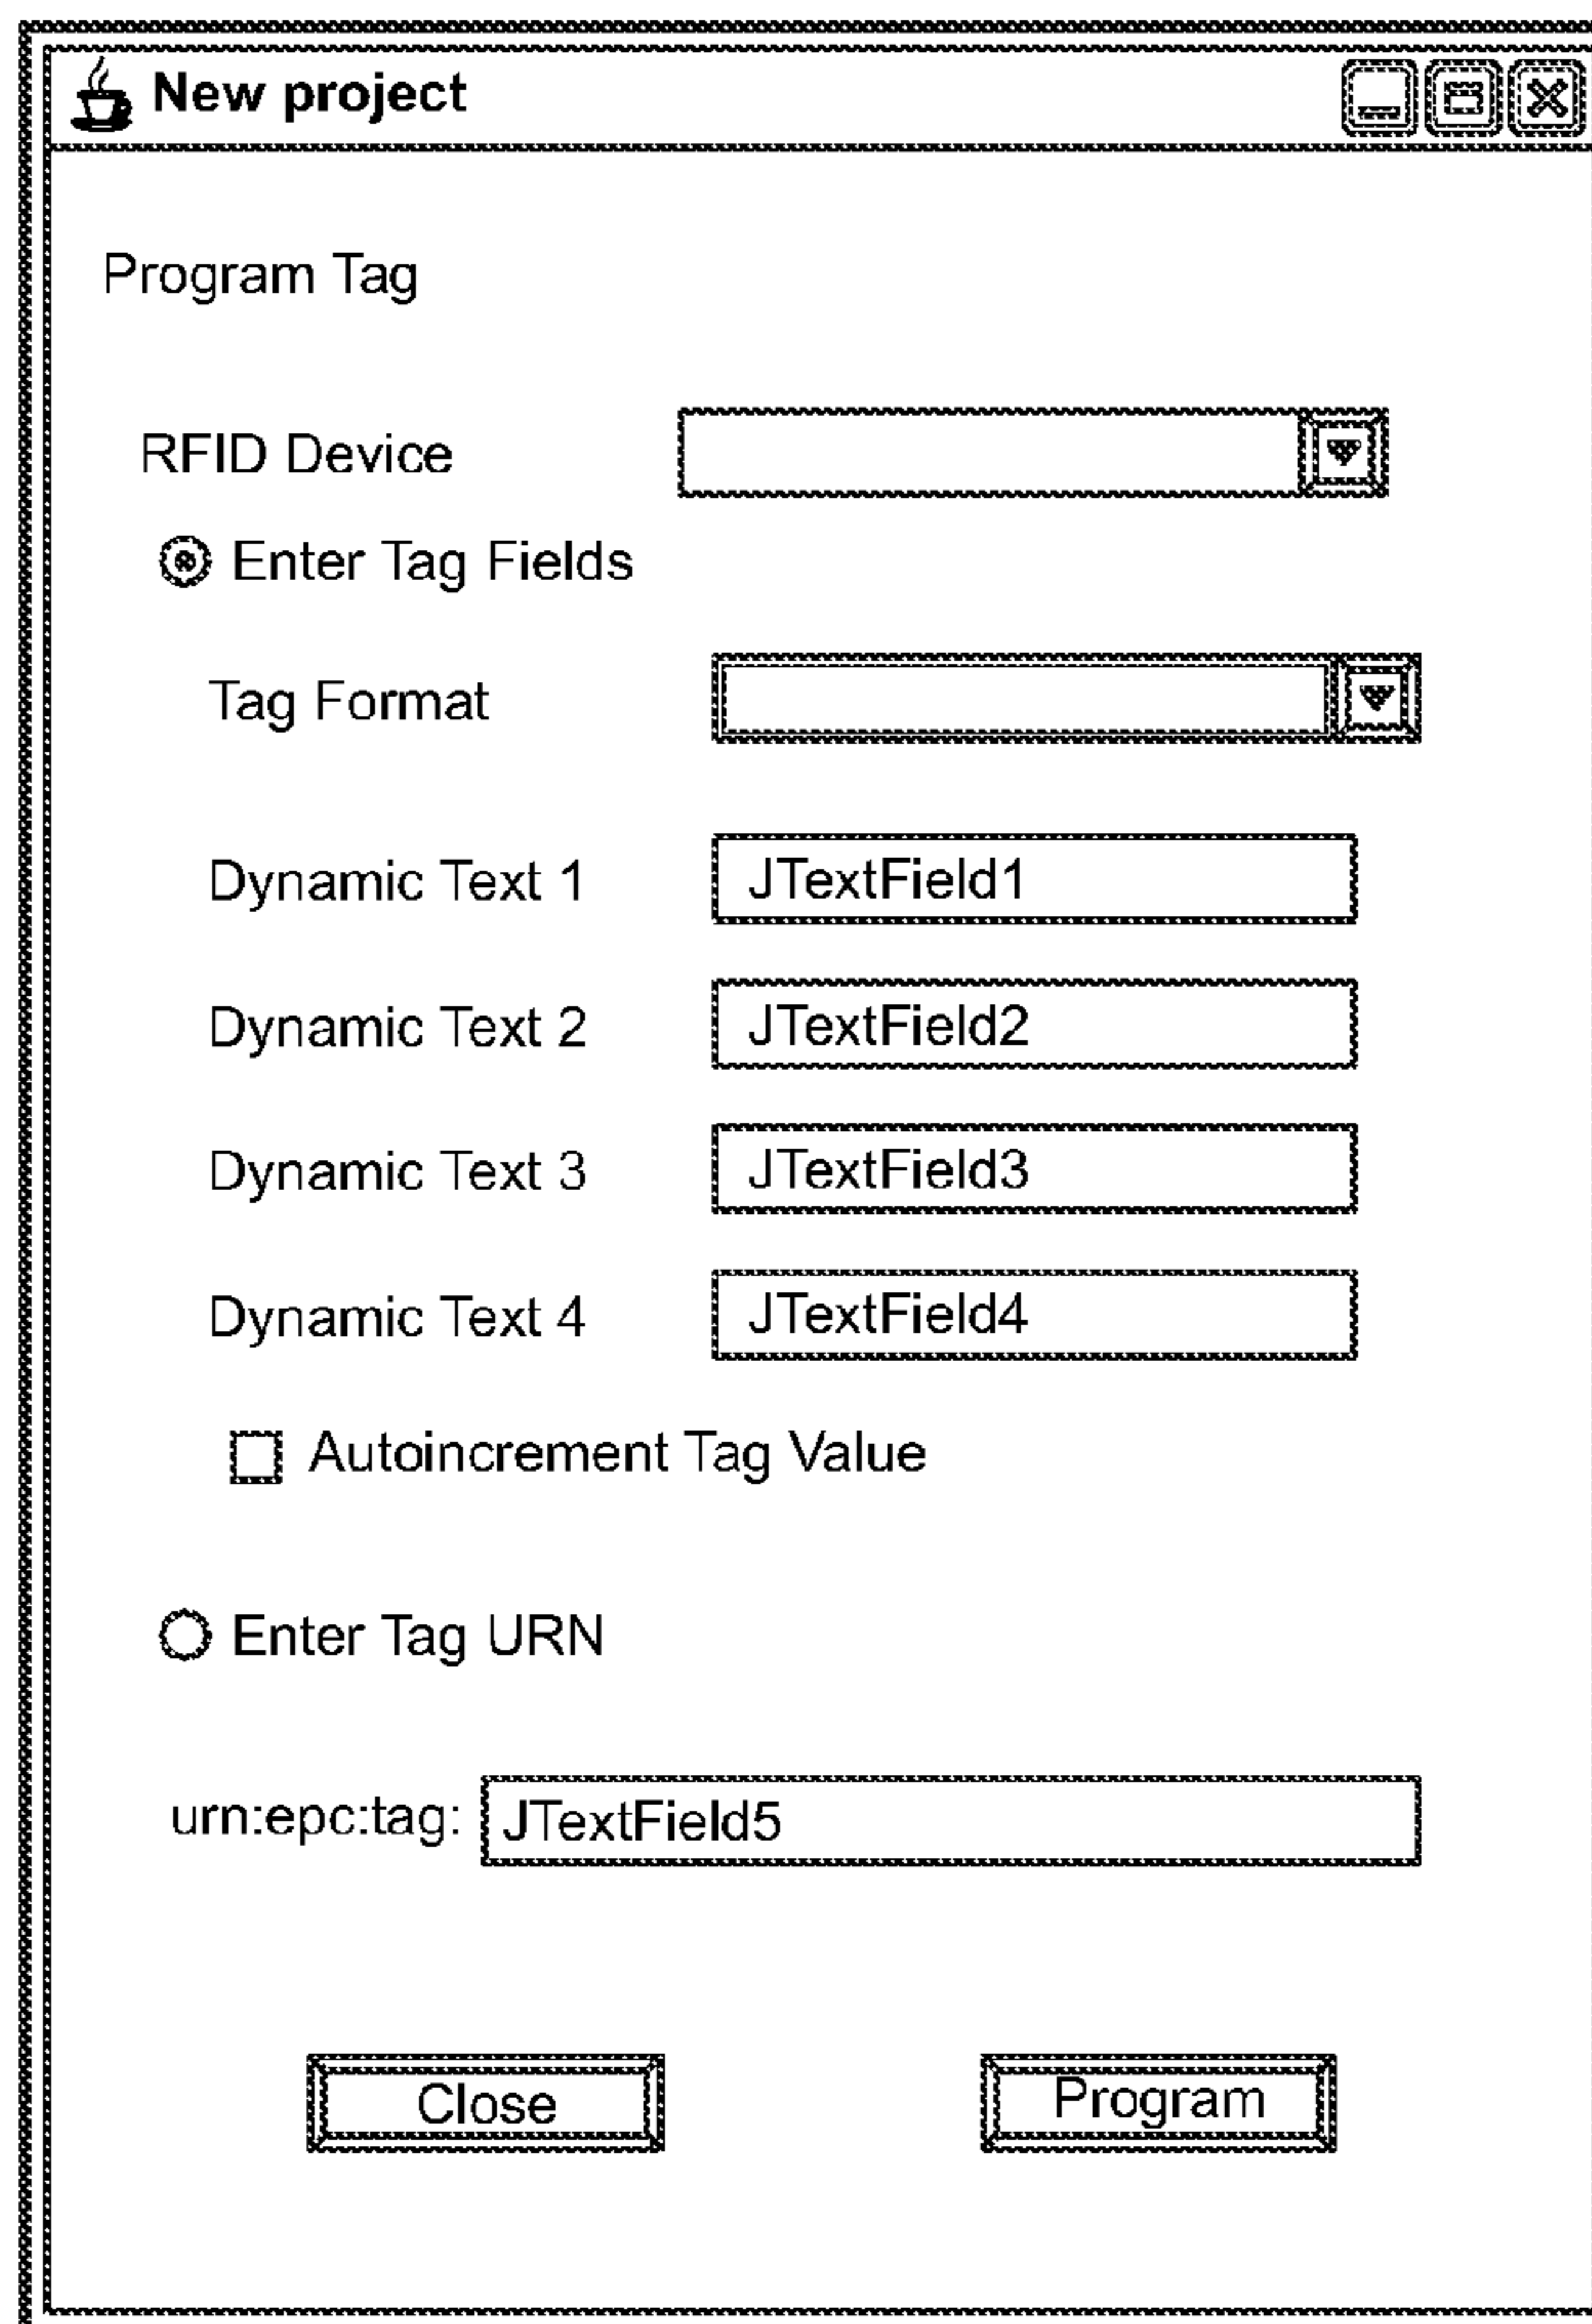 New project
Program Tag
RFID Device
Enter Tag Fields
Tag Format
Dynamic Text 1 JTextField1
Dynamic Text 2 JTextField2
Dynamic Text 3 JTextField3
Dynamic Text 4 JTextField4
Autoincrement Tag Value
Enter Tag URN
urn:epc:tag: JTextField5
Close Program